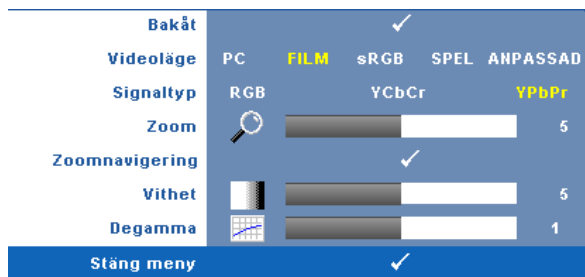 Bakåt
Videoläge PC FILM sRGB SPEL ANPASSAD
Signaltyp RGB YCbCr YPbPr
Zoom 5
Zoomnavigering
Vithet 5
Degamma 1
Stäng meny